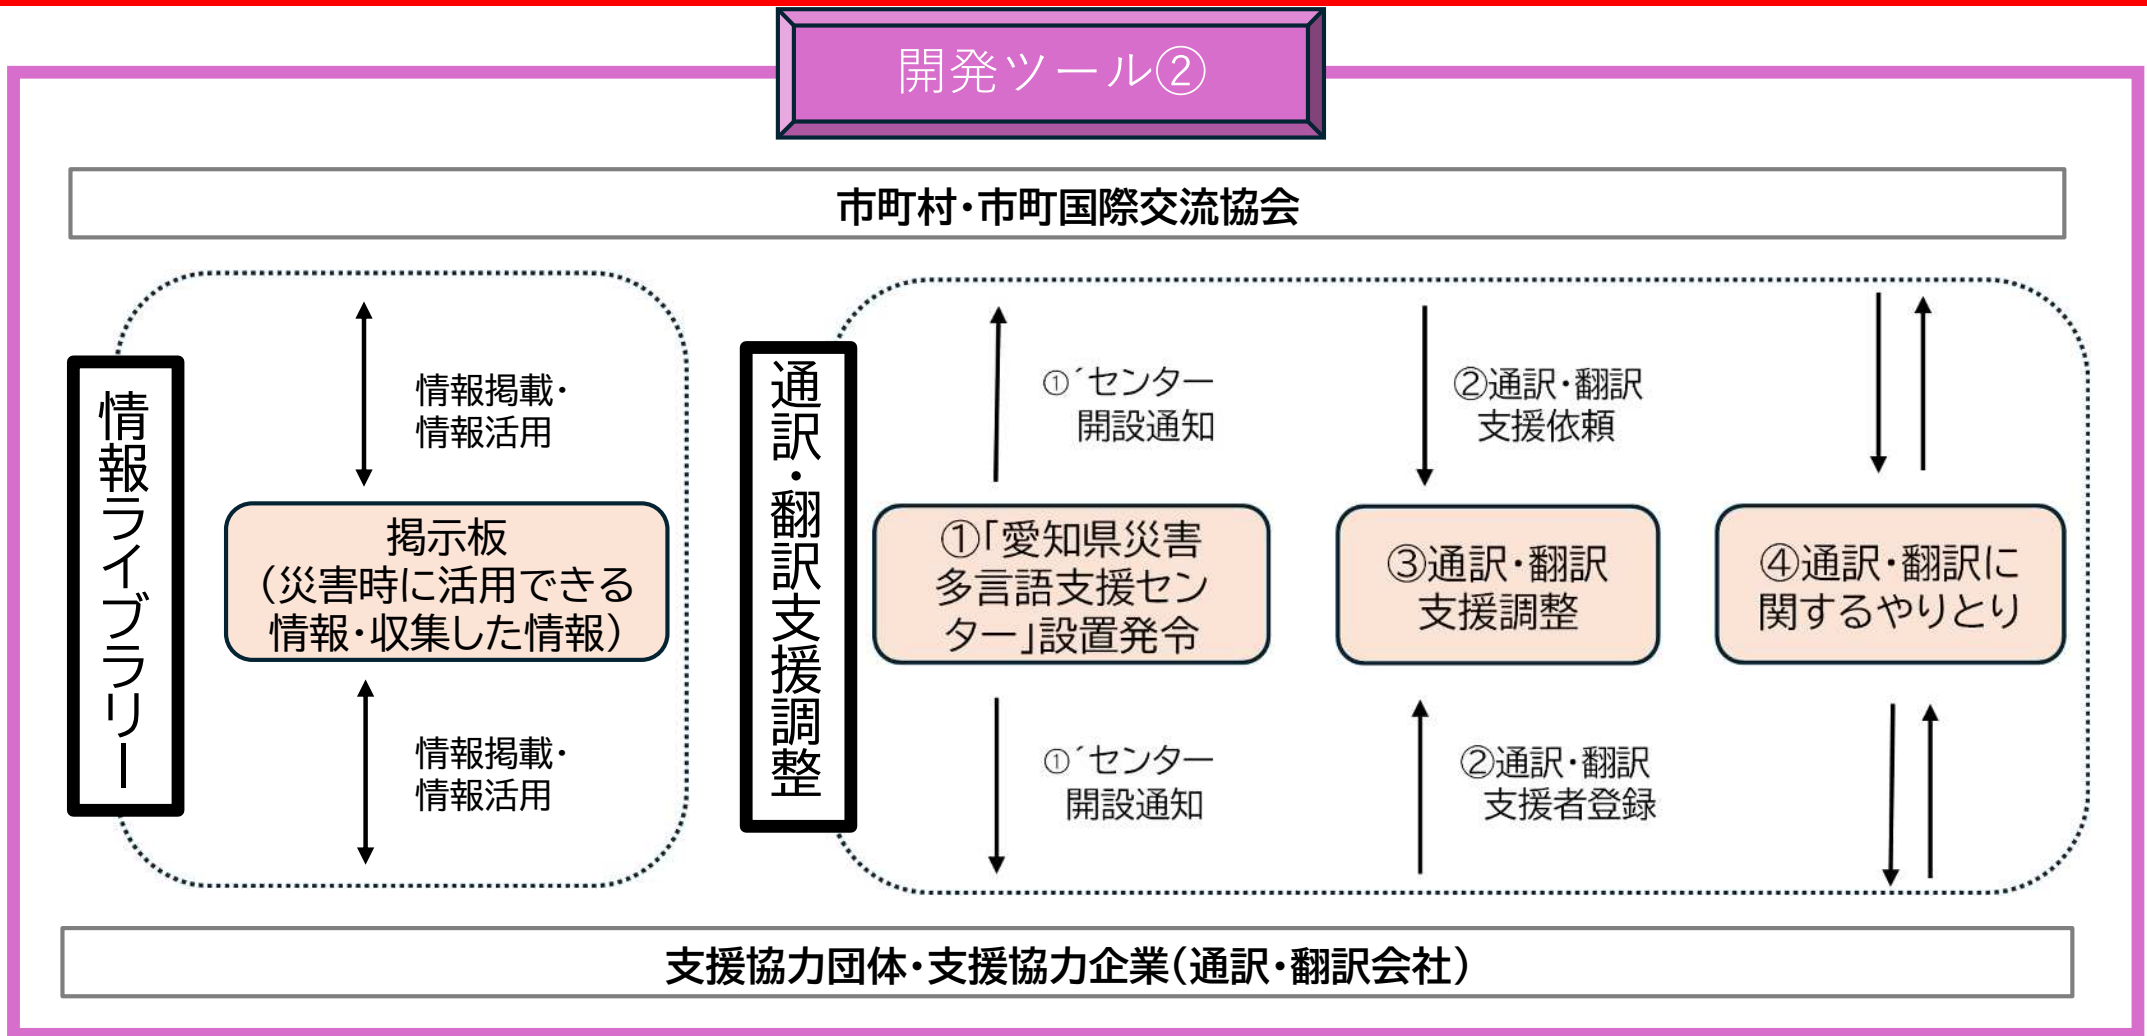 開発ツール②
市町村・市町国際交流協会
情報ライブラリー
情報掲載・
情報活用
掲示板
（災害時に活用できる
情報・収集した情報）
情報掲載・
情報活用
通訳・翻訳支援調整
①´センター
開設通知
②通訳・翻訳
支援依頼
①「愛知県災害
多言語支援セン
ター」設置発令
③通訳・翻訳
支援調整
④通訳・翻訳に
関するやりとり
①´センター
開設通知
②通訳・翻訳
支援者登録
支援協力団体・支援協力企業（通訳・翻訳会社）